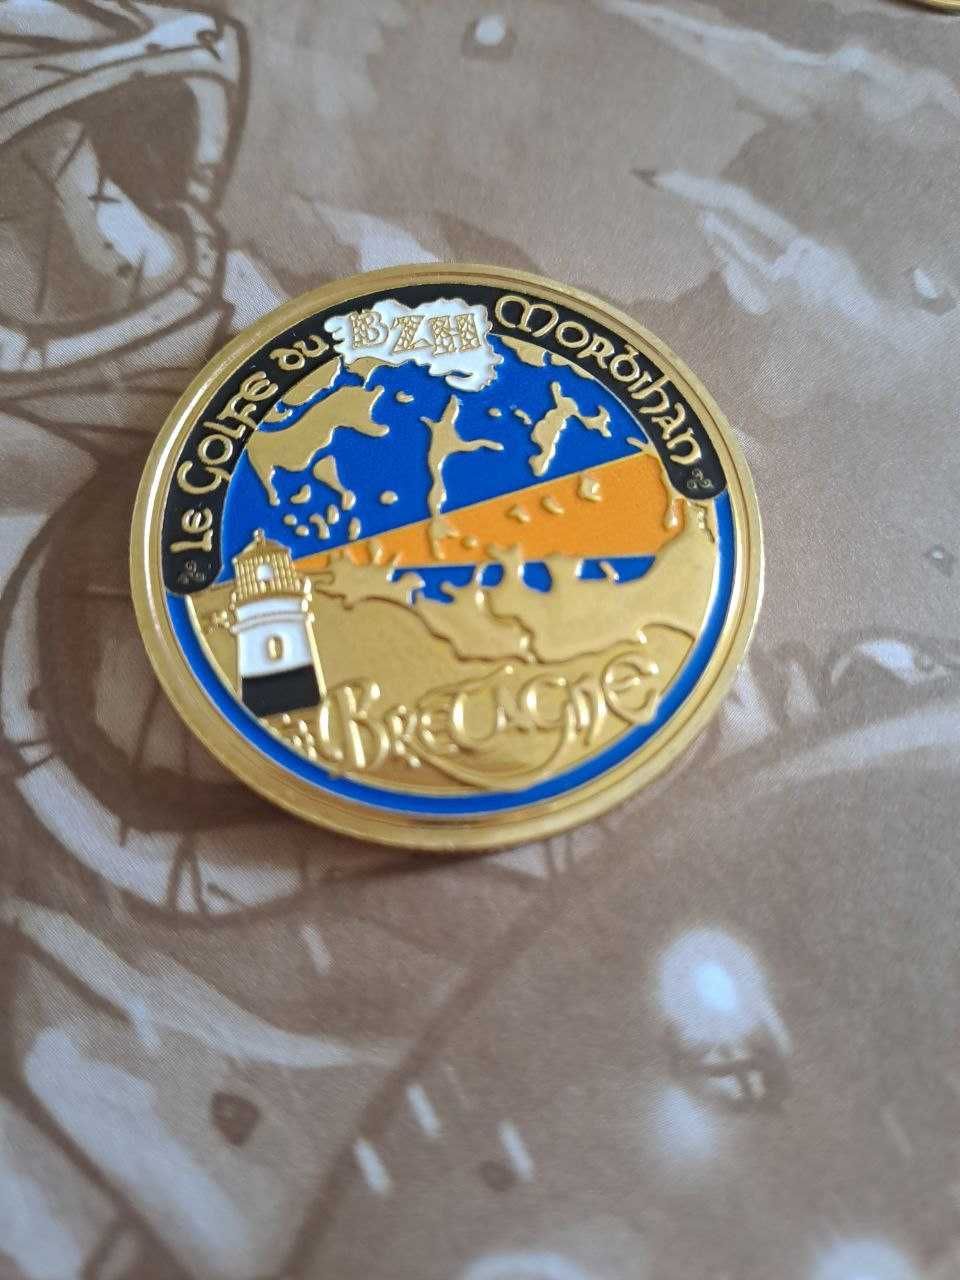 Le Golfe du Morbihan
BZH
Bretagne